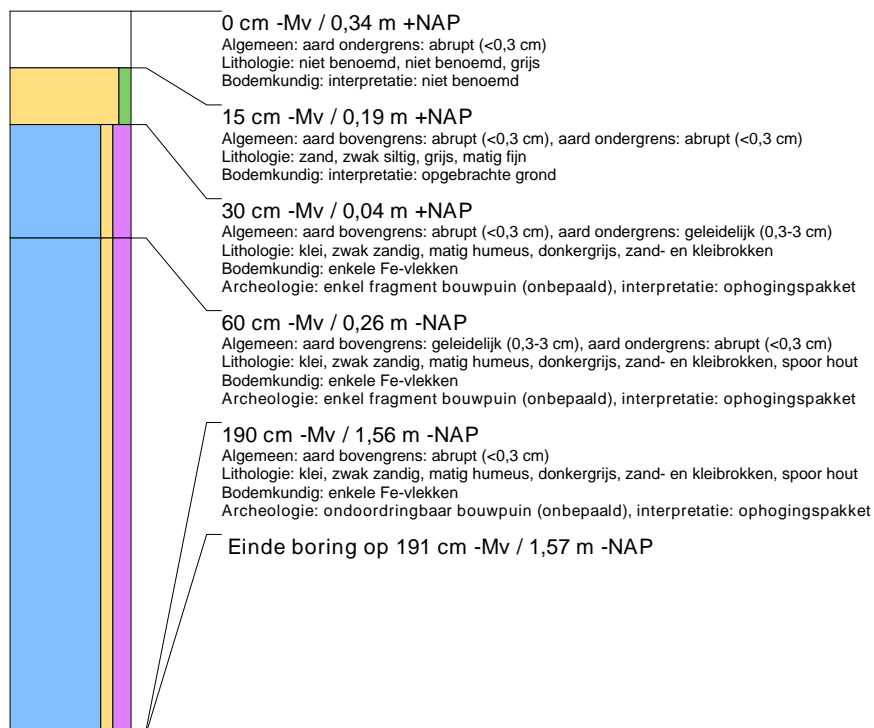 0 cm -Mv / 0,34 m +NAP
Algemeen: aard ondergrens: abrupt (<0,3 cm)
Lithologie: niet benoemd, niet benoemd, grijs
Bodemkundig: interpretatie: niet benoemd
15 cm -Mv / 0,19 m +NAP
Algemeen: aard bovengrens: abrupt (<0,3 cm), aard ondergrens: abrupt (<0,3 cm)
Lithologie: zand, zwak siltig, grijs, matig fijn
Bodemkundig: interpretatie: opgebrachte grond
30 cm -Mv / 0,04 m +NAP
Algemeen: aard bovengrens: abrupt (<0,3 cm), aard ondergrens: geleidelijk (0,3-3 cm)
Lithologie: klei, zwak zandig, matig humeus, donkergrijs, zand- en kleibrokken
Bodemkundig: enkele Fe-vlekken
Archeologie: enkel fragment bouwpuin (onbepaald), interpretatie: ophogingspakket
60 cm -Mv / 0,26 m -NAP
Algemeen: aard bovengrens: geleidelijk (0,3-3 cm), aard ondergrens: abrupt (<0,3 cm)
Lithologie: klei, zwak zandig, matig humeus, donkergrijs, zand- en kleibrokken, spoor hout
Bodemkundig: enkele Fe-vlekken
Archeologie: enkel fragment bouwpuin (onbepaald), interpretatie: ophogingspakket
190 cm -Mv / 1,56 m -NAP
Algemeen: aard bovengrens: abrupt (<0,3 cm)
Lithologie: klei, zwak zandig, matig humeus, donkergrijs, zand- en kleibrokken, spoor hout
Bodemkundig: enkele Fe-vlekken
Archeologie: ondoordringbaar bouwpuin (onbepaald), interpretatie: ophogingspakket
Einde boring op 191 cm -Mv / 1,57 m -NAP